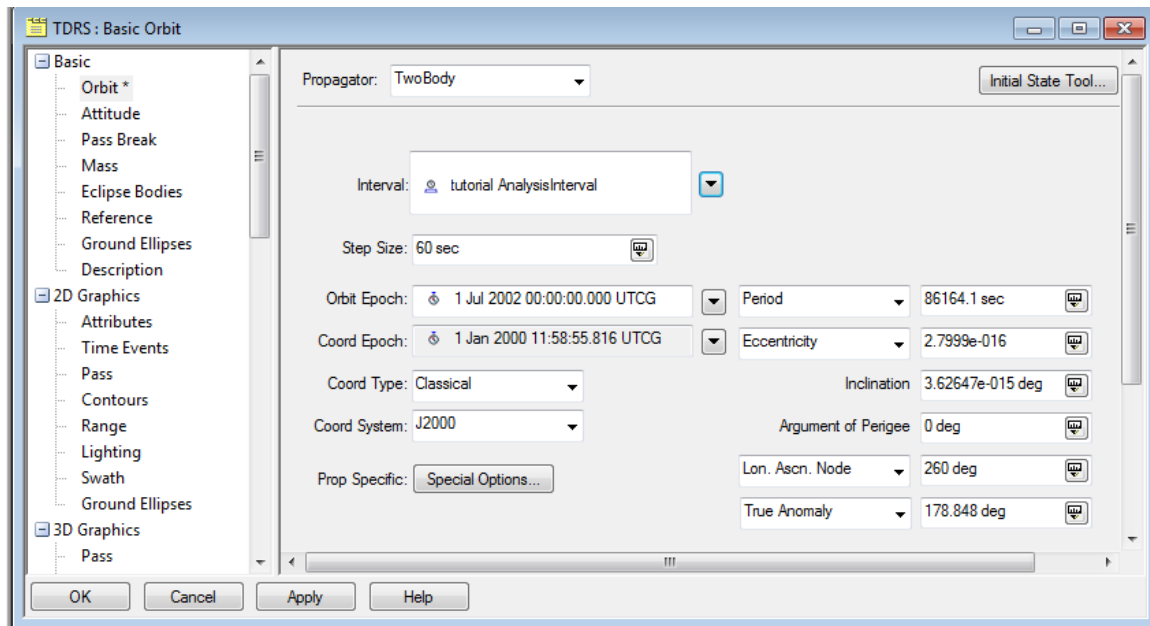 TDRS : Basic Orbit
Basic
Orbit *
Attitude
Pass Break
Mass
Eclipse Bodies
Reference
Ground Ellipses
Description
2D Graphics
Attributes
Time Events
Pass
Contours
Range
Lighting
Swath
Ground Ellipses
3D Graphics
Pass
Propagator: TwoBody
Initial State Tool...
Interval: tutorial AnalysisInterval
Step Size: 60 sec
Orbit Epoch: 1 Jul 2002 00:00:00.000 UTCG Period 86164.1 sec
Coord Epoch: 1 Jan 2000 11:58:55.816 UTCG Eccentricity 2.7999e-016
Coord Type: Classical Inclination 3.62647e-015 deg
Coord System: J2000 Argument of Perigee 0 deg
Prop Specific: Special Options... Lon. Ascn. Node 260 deg
True Anomaly 178.848 deg
OK Cancel Apply Help